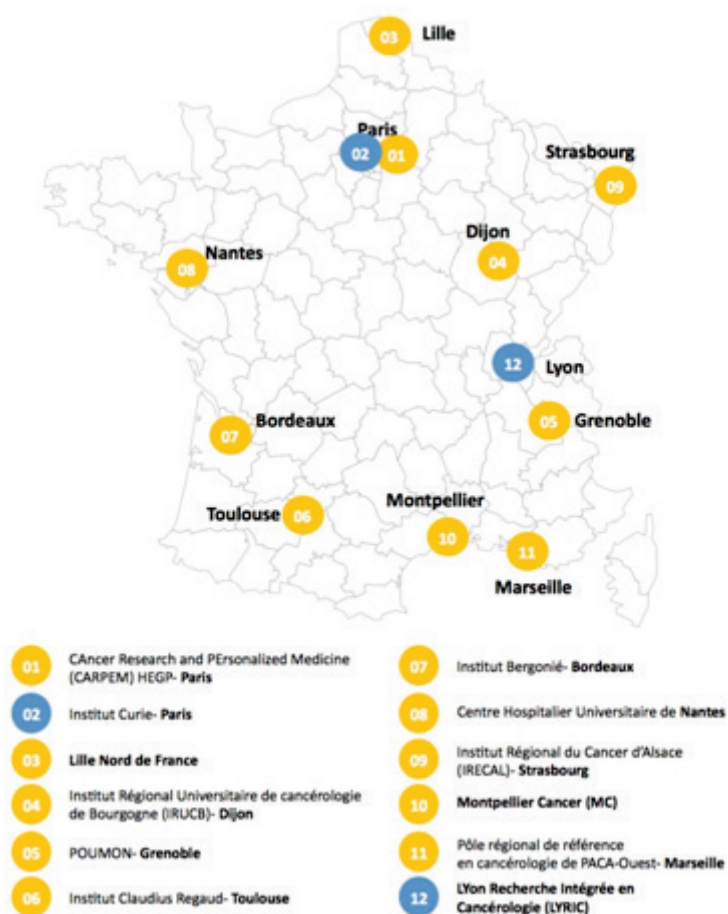 03 Lille
Paris
02 01
Strasbourg
09
Dijon
04
Nantes
08
12
Lyon
Bordeaux
07
05 Grenoble
Montpellier
Toulouse 06
10
11
Marseille
01 CAncer Research and PErsonalized Medicine
(CARPEM) HEGP- Paris
02 Institut Curie- Paris
03 Lille Nord de France
04 Institut Régional Universitaire de cancérologie
de Bourgogne (IRUCB)- Dijon
05 POUMON- Grenoble
06 Institut Claudius Regaud- Toulouse
07 Institut Bergonié- Bordeaux
08 Centre Hospitalier Universitaire de Nantes
09 Institut Régional du Cancer d'Alsace
(IRECAL)- Strasbourg
10 Montpellier Cancer (MC)
11 Pôle régional de référence
en cancérologie de PACA-Ouest- Marseille
12 LYon Recherche Intégrée en
Cancérologie (LYRIC)